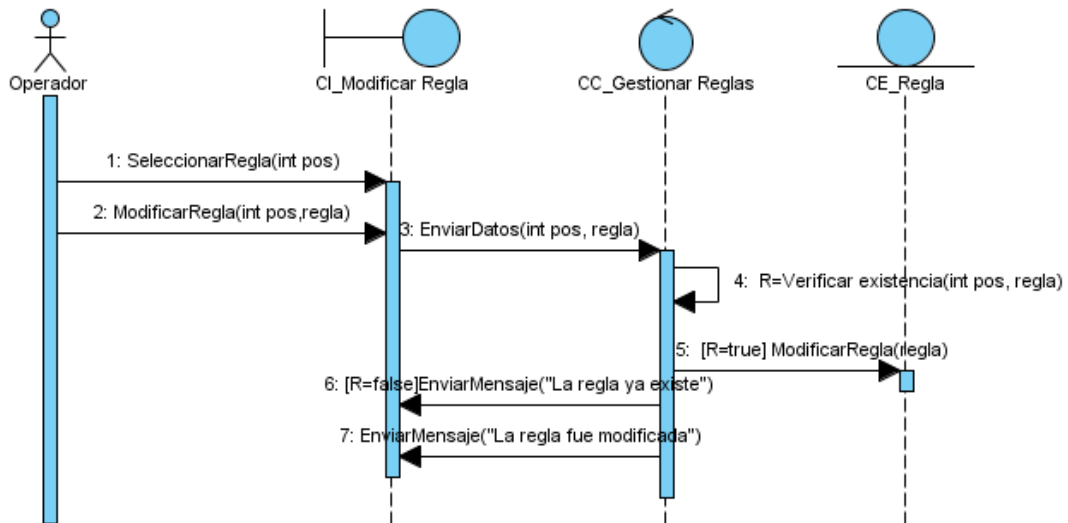 Operador
CI_Modificar Regla
CC_Gestionar Reglas
CE_Regla
1: SeleccionarRegla(int pos)
2: ModificarRegla(int pos,regla)
3: EnviarDatos(int pos, regla)
4: R=Verificar existencia(int pos, regla)
5: [R=true] ModificarRegla(regla)
6: [R=false]EnviarMensaje("La regla ya existe")
7: EnviarMensaje("La regla fue modificada")